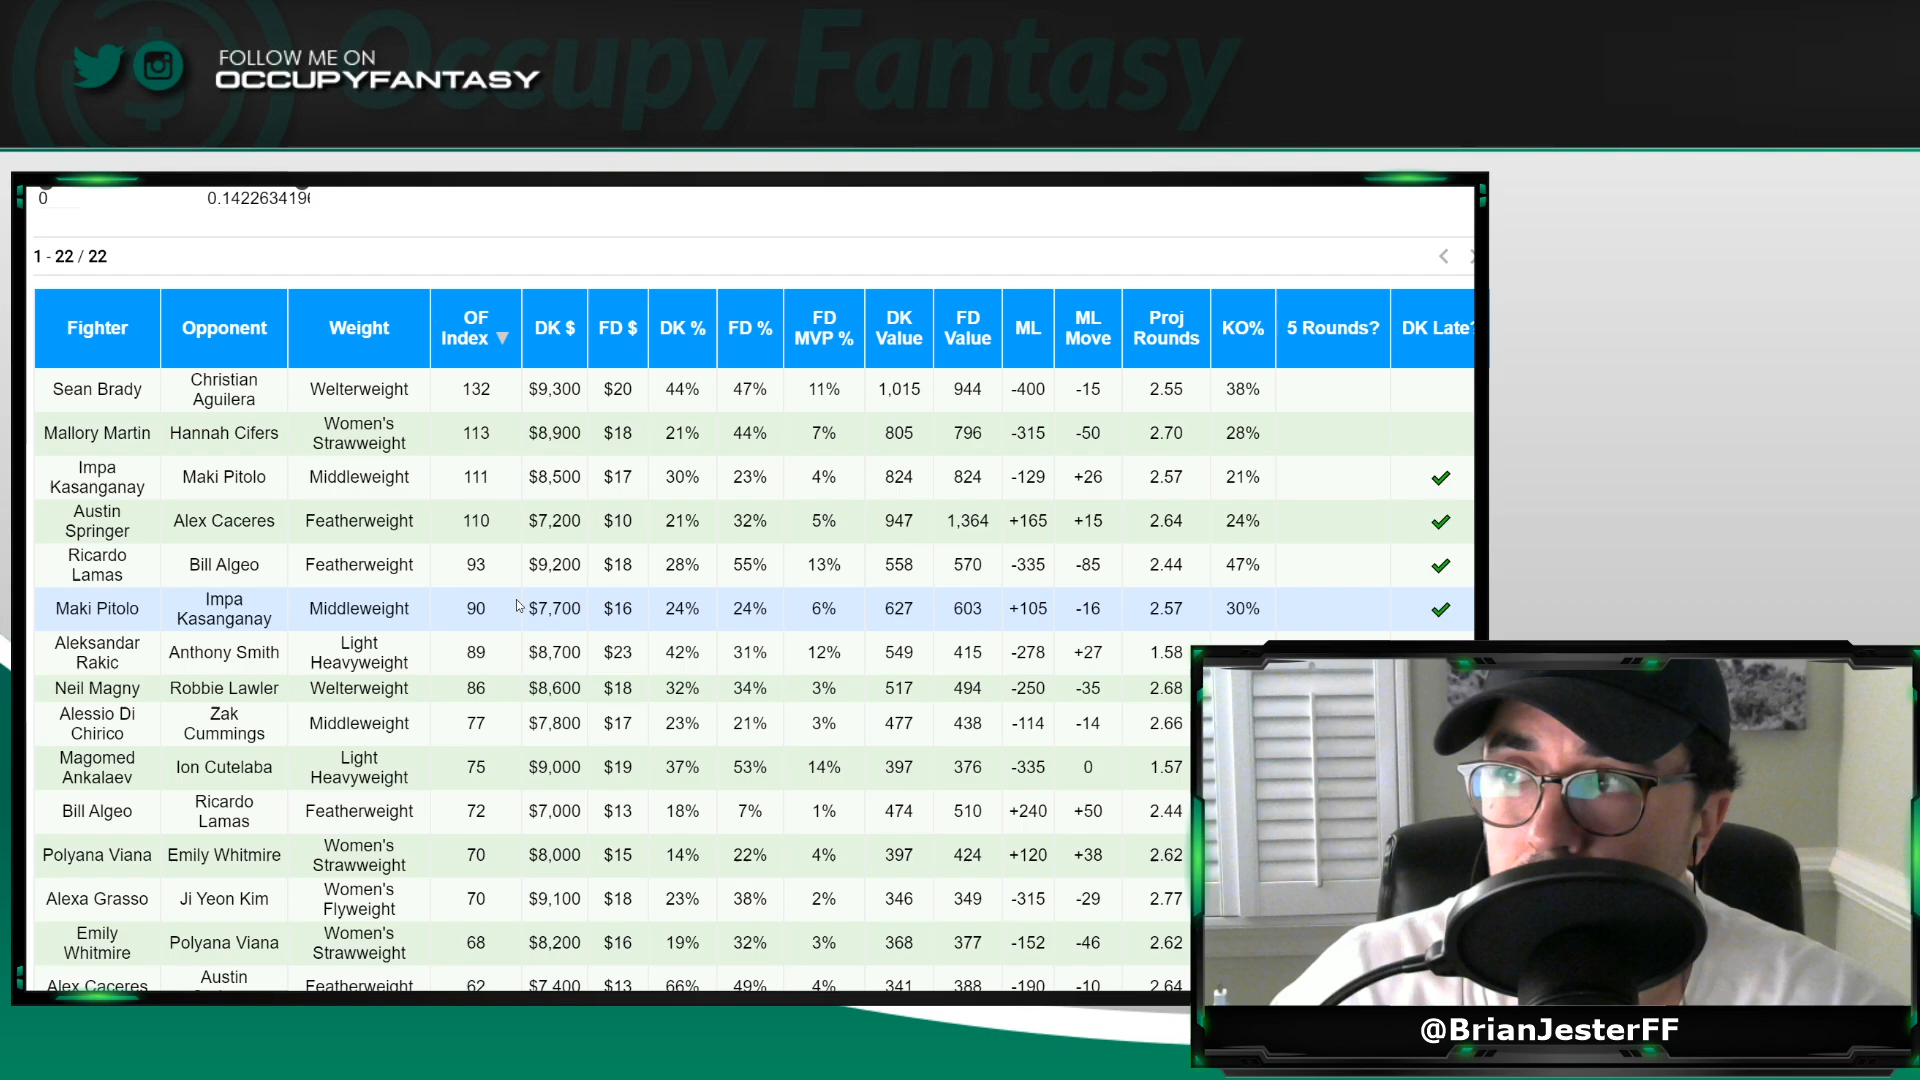 Occupy Fantasy
FOLLOW ME ON
OCCUPYFANTASY
0 0.142263419
1 - 22 / 22
Fighter Opponent Weight OF Index DK $ FD $ DK % FD % FD MVP % DK Value FD Value ML ML Move Proj Rounds KO% 5 Rounds? DK Late?
Sean Brady Christian Aguilera Welterweight 132 $9,300 $20 44% 47% 11% 1,015 944 -400 -15 2.55 38%
Mallory Martin Hannah Cifers Women's Strawweight 113 $8,900 $18 21% 44% 7% 805 796 -315 -50 2.70 28%
Impa Kasanganay Maki Pitolo Middleweight 111 $8,500 $17 30% 23% 4% 824 824 -129 +26 2.57 21%
Austin Springer Alex Caceres Featherweight 110 $7,200 $10 21% 32% 5% 947 1,364 +165 +15 2.64 24%
Ricardo Lamas Bill Algeo Featherweight 93 $9,200 $18 28% 55% 13% 558 570 -335 -85 2.44 47%
Maki Pitolo Impa Kasanganay Middleweight 90 $7,700 $16 24% 24% 6% 627 603 +105 -16 2.57 30%
Aleksandar Rakic Anthony Smith Light Heavyweight 89 $8,700 $23 42% 31% 12% 549 415 -278 +27 1.58
Neil Magny Robbie Lawler Welterweight 86 $8,600 $18 32% 34% 3% 517 494 -250 -35 2.68
Alessio Di Chirico Zak Cummings Middleweight 77 $7,800 $17 23% 21% 3% 477 438 -114 -14 2.66
Magomed Ankalaev Ion Cutelaba Light Heavyweight 75 $9,000 $19 37% 53% 14% 397 376 -335 0 1.57
Bill Algeo Ricardo Lamas Featherweight 72 $7,000 $13 18% 7% 1% 474 510 +240 +50 2.44
Polyana Viana Emily Whitmire Women's Strawweight 70 $8,000 $15 14% 22% 4% 397 424 +120 +38 2.62
Alexa Grasso Ji Yeon Kim Women's Flyweight 70 $9,100 $18 23% 38% 2% 346 349 -315 -29 2.77
Emily Whitmire Polyana Viana Women's Strawweight 68 $8,200 $16 19% 32% 3% 368 377 -152 -46 2.62
Alex Caceres Austin Featherweight 62 $7,400 $13 66% 49% 4% 341 388 -190 -10 2.64
@BrianJesterFF